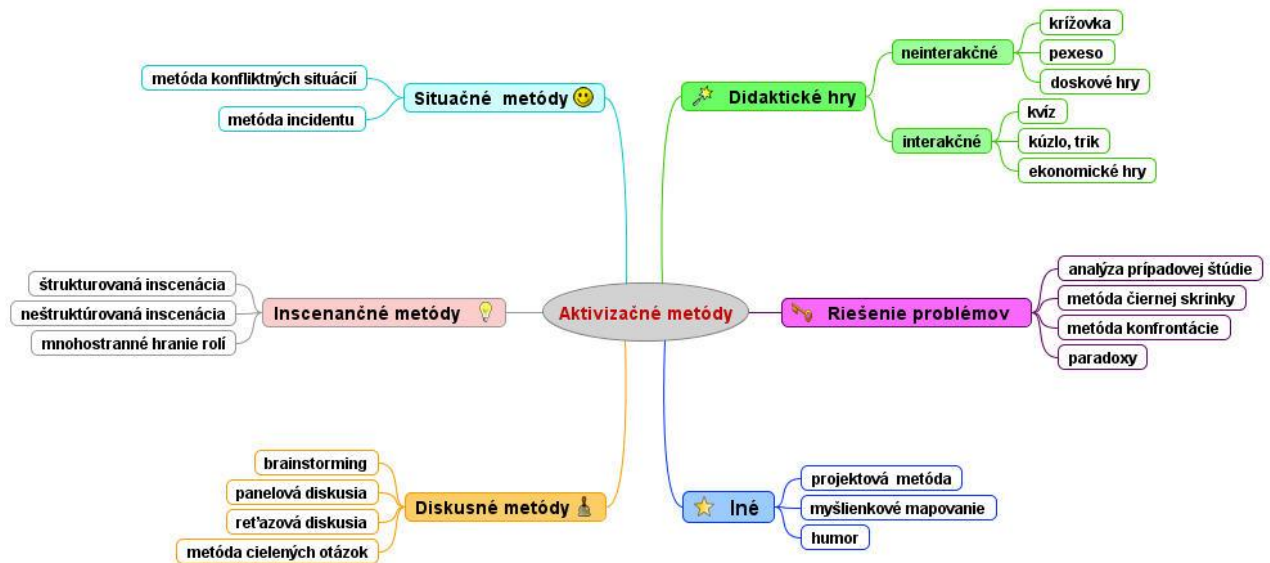 Aktivizačné metódy
Situačné metódy
metóda konfliktných situácií
metóda incidentu
Didaktické hry
neinterakčné
krížovka
pexeso
doskové hry
interakčné
kvíz
kúzlo, trik
ekonomické hry
Inscenančné metódy
štrukturovaná inscenácia
neštruktúrovaná inscenácia
mnohostranné hranie rolí
Riešenie problémov
analýza prípadovej štúdie
metóda čiernej skrinky
metóda konfrontácie
paradoxy
Diskusné metódy
brainstorming
panelová diskusia
reťazová diskusia
metóda cielených otázok
Iné
projektová metóda
myšlienkové mapovanie
humor